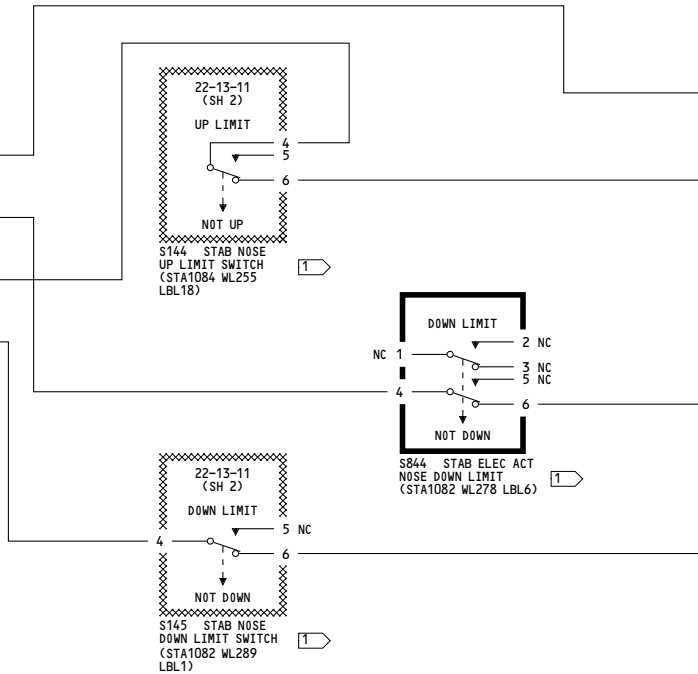 22-13-11
(SH 2)
UP LIMIT
4
5
6
NOT UP
S144 STAB NOSE
UP LIMIT SWITCH
(STA1084 WL255
LBL18)
1
DOWN LIMIT
2 NC
NC 1
3 NC
5 NC
4
6
NOT DOWN
S844 STAB ELEC ACT
NOSE DOWN LIMIT
(STA1082 WL278 LBL6)
1
22-13-11
(SH 2)
DOWN LIMIT
5 NC
4
6
NOT DOWN
S145 STAB NOSE
DOWN LIMIT SWITCH
(STA1082 WL289
LBL1)
1